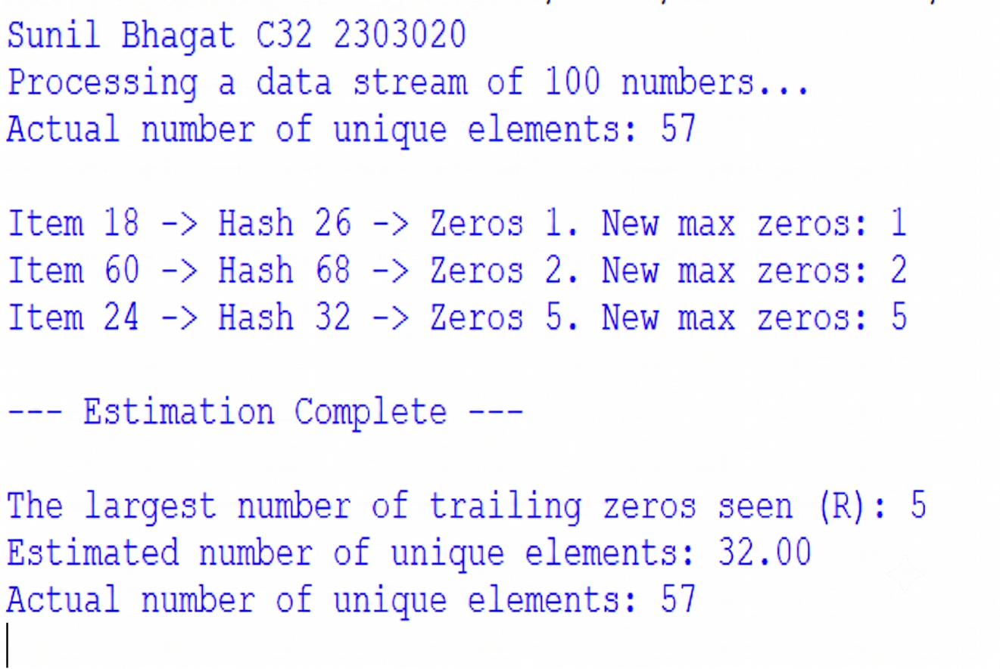 Sunil Bhagat C32 2303020
Processing a data stream of 100 numbers...
Actual number of unique elements: 57
Item 18 -> Hash 26 -> Zeros 1. New max zeros: 1
Item 60 -> Hash 68 -> Zeros 2. New max zeros: 2
Item 24 -> Hash 32 -> Zeros 5. New max zeros: 5
--- Estimation Complete ---
The largest number of trailing zeros seen (R): 5
Estimated number of unique elements: 32.00
Actual number of unique elements: 57